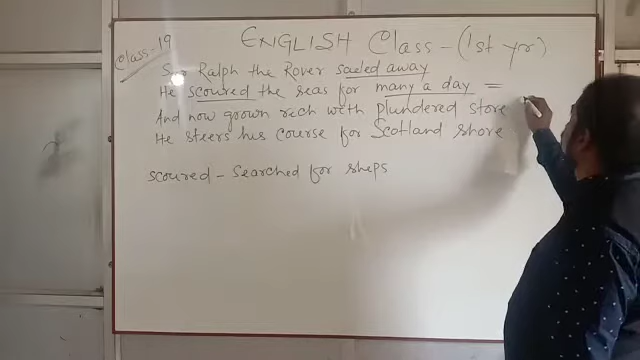 Class-19
ENGLISH Class - (1st yr)
Sir Ralph the Rover sailed away
He scoured the seas for many a day =
And now grown rich with plundered store
He steers his course for Scotland shore
scoured - Searched for ships